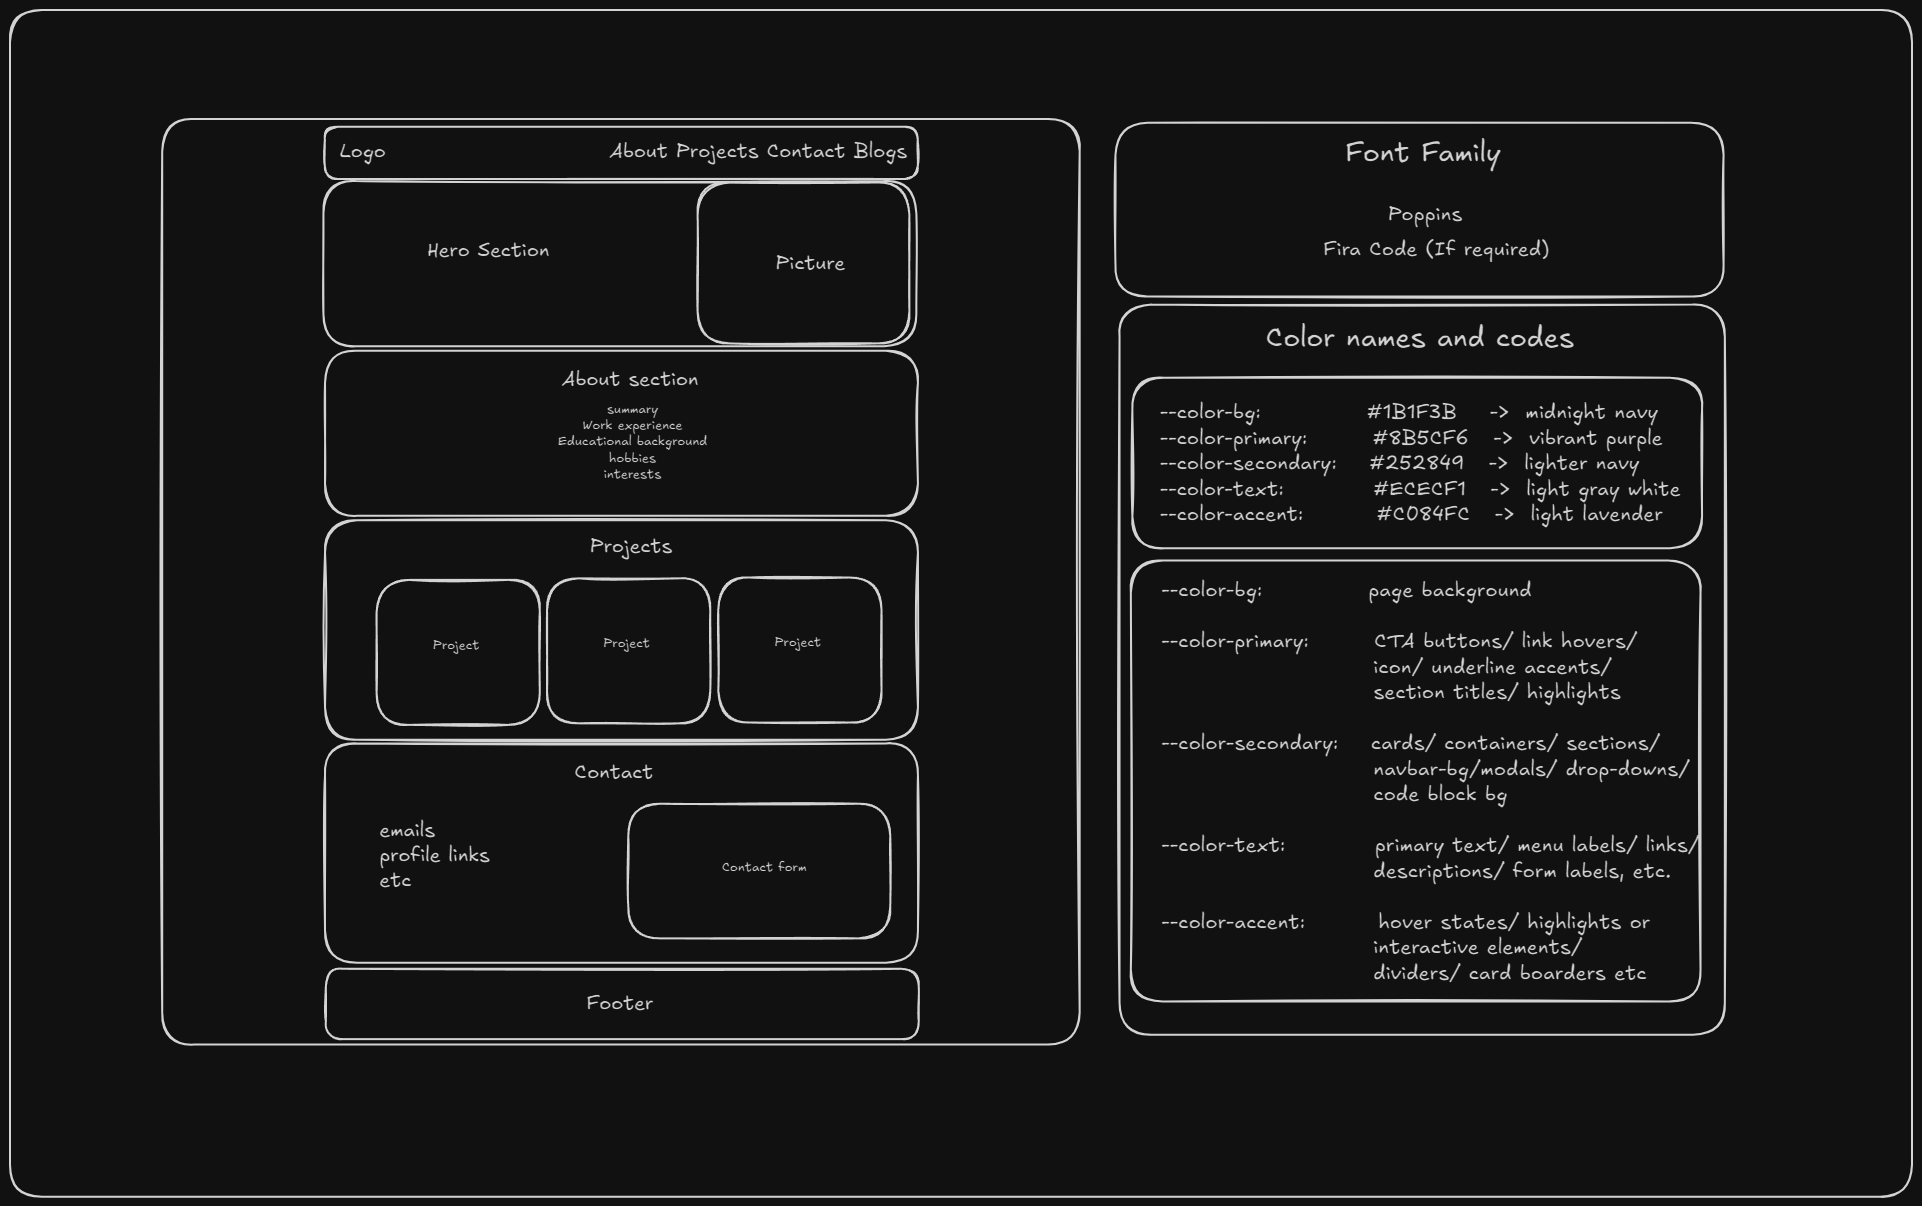 Logo
About Projects Contact Blogs
Hero Section
Picture
About section
summary
Work experience
Educational background
hobbies
interests
Projects
Project
Project
Project
Contact
emails
profile links
etc
Contact form
Footer
Font Family
Poppins
Fira Code (If required)
Color names and codes
--color-bg: #1B1F3B -> midnight navy
--color-primary: #8B5CF6 -> vibrant purple
--color-secondary: #252849 -> lighter navy
--color-text: #ECECF1 -> light gray white
--color-accent: #C084FC -> light lavender
--color-bg: page background
--color-primary: CTA buttons/ link hovers/
icon/ underline accents/
section titles/ highlights
--color-secondary: cards/ containers/ sections/
navbar-bg/modals/ drop-downs/
code block bg
--color-text: primary text/ menu labels/ links/
descriptions/ form labels, etc.
--color-accent: hover states/ highlights or
interactive elements/
dividers/ card boarders etc